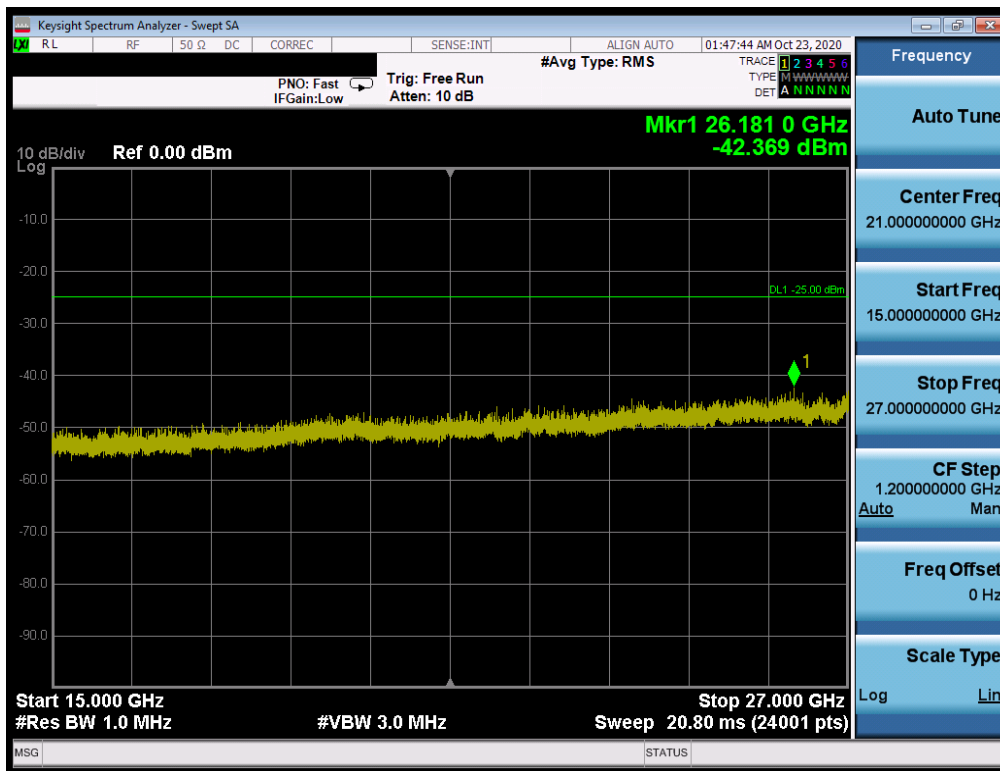 Keysight Spectrum Analyzer - Swept SA
LXI RL RF 50 Ω DC CORREC SENSE:INT ALIGN AUTO 01:47:44 AM Oct 23, 2020
PNO: Fast
IFGain:Low
Trig: Free Run
Atten: 10 dB
#Avg Type: RMS
TRACE 1 2 3 4 5 6
TYPE M WWWWW
DET A N N N N N
Mkr1 26.181 0 GHz
-42.369 dBm
10 dB/div
Log
Ref 0.00 dBm
-10.0
-20.0
DL1 -25.00 dBm
-30.0
-40.0
1
-50.0
-60.0
-70.0
-80.0
-90.0
Start 15.000 GHz
Stop 27.000 GHz
#Res BW 1.0 MHz
#VBW 3.0 MHz
Sweep 20.80 ms (24001 pts)
MSG
STATUS
Frequency
Auto Tune
Center Freq
21.000000000 GHz
Start Freq
15.000000000 GHz
Stop Freq
27.000000000 GHz
CF Step
1.200000000 GHz
Auto Man
Freq Offset
0 Hz
Scale Type
Log Lin